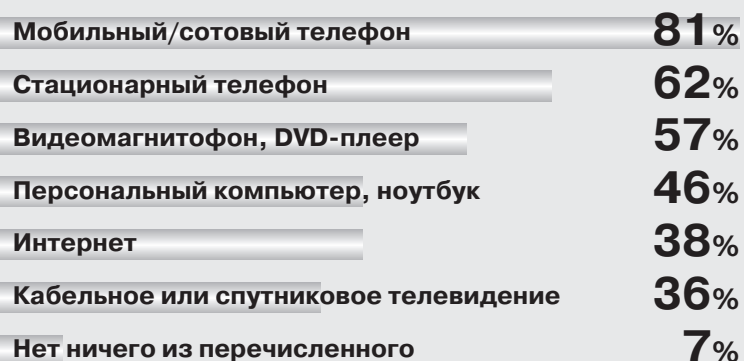 Мобильный/сотовый телефон 81%
Стационарный телефон 62%
Видеомагнитофон, DVD-плеер 57%
Персональный компьютер, ноутбук 46%
Интернет 38%
Кабельное или спутниковое телевидение 36%
Нет ничего из перечисленного 7%